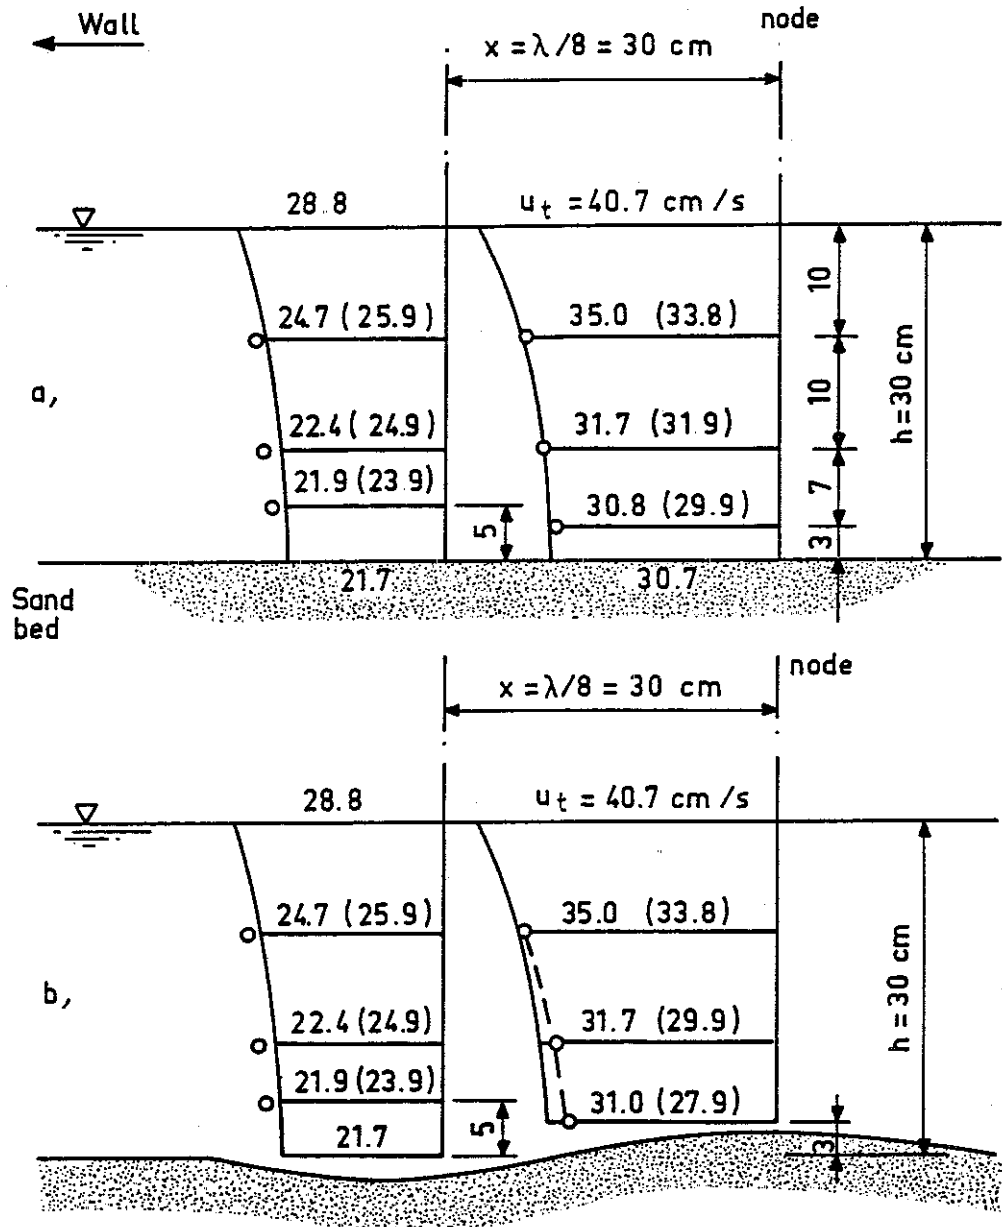 Wall
node
x = λ/8 = 30 cm
28.8
u_t = 40.7 cm/s
24.7 (25.9)
35.0 (33.8)
10
a,
10
h = 30 cm
22.4 (24.9)
31.7 (31.9)
21.9 (23.9)
30.8 (29.9)
5
7
3
21.7
30.7
Sand
bed
node
x = λ/8 = 30 cm
28.8
u_t = 40.7 cm/s
24.7 (25.9)
35.0 (33.8)
b,
h = 30 cm
22.4 (24.9)
31.7 (29.9)
21.9 (23.9)
31.0 (27.9)
21.7
5
3